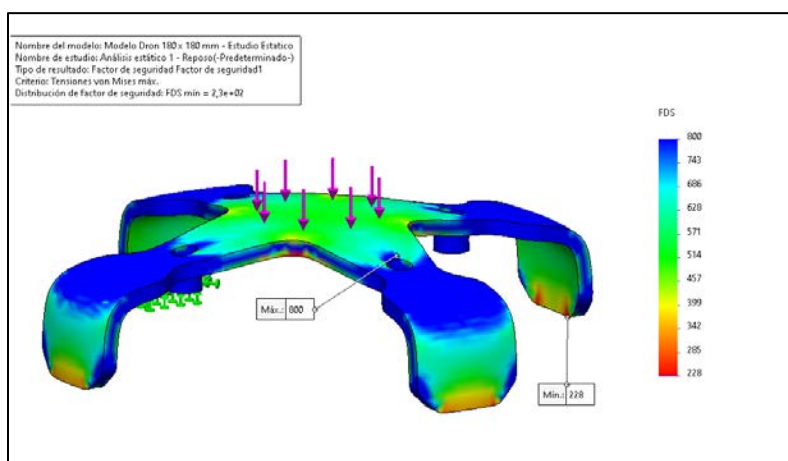 Nombre del modelo: Modelo Dron 180 x 180 mm - Estudio Estatico
Nombre de estudio: Análisis estático 1 - Reposo(-Predeterminado-)
Tipo de resultado: Factor de seguridad Factor de seguridad1
Criterio: Tensiones von Mises máx.
Distribución de factor de seguridad: FDS mín = 2,3e+02
FDS
800
743
686
628
571
514
457
399
342
285
228
Máx.: 800
Mín.: 228